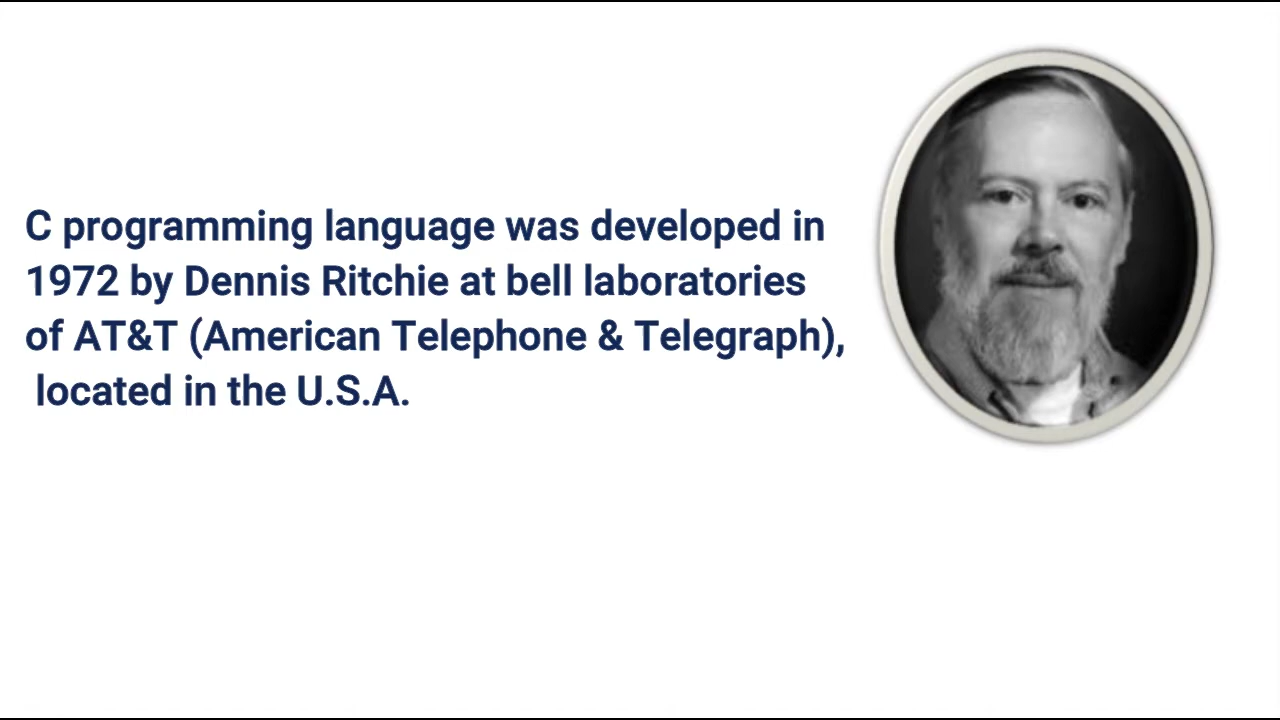 C programming language was developed in
1972 by Dennis Ritchie at bell laboratories
of AT&T (American Telephone & Telegraph),
located in the U.S.A.